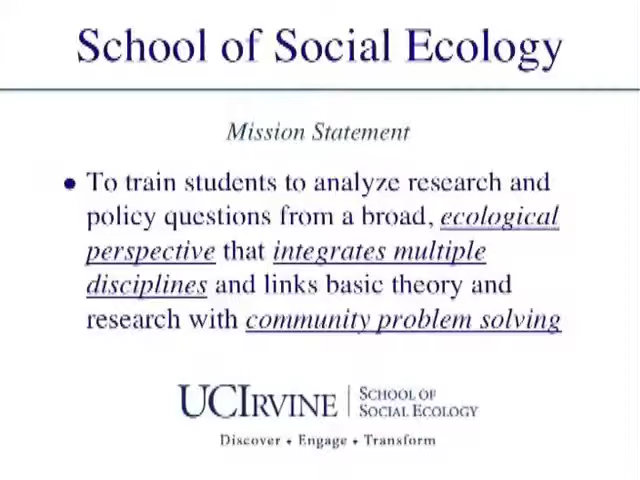 School of Social Ecology
Mission Statement
• To train students to analyze research and
policy questions from a broad, ecological
perspective that integrates multiple
disciplines and links basic theory and
research with community problem solving
UCIRVINE | SCHOOL OF
SOCIAL ECOLOGY
Discover • Engage • Transform